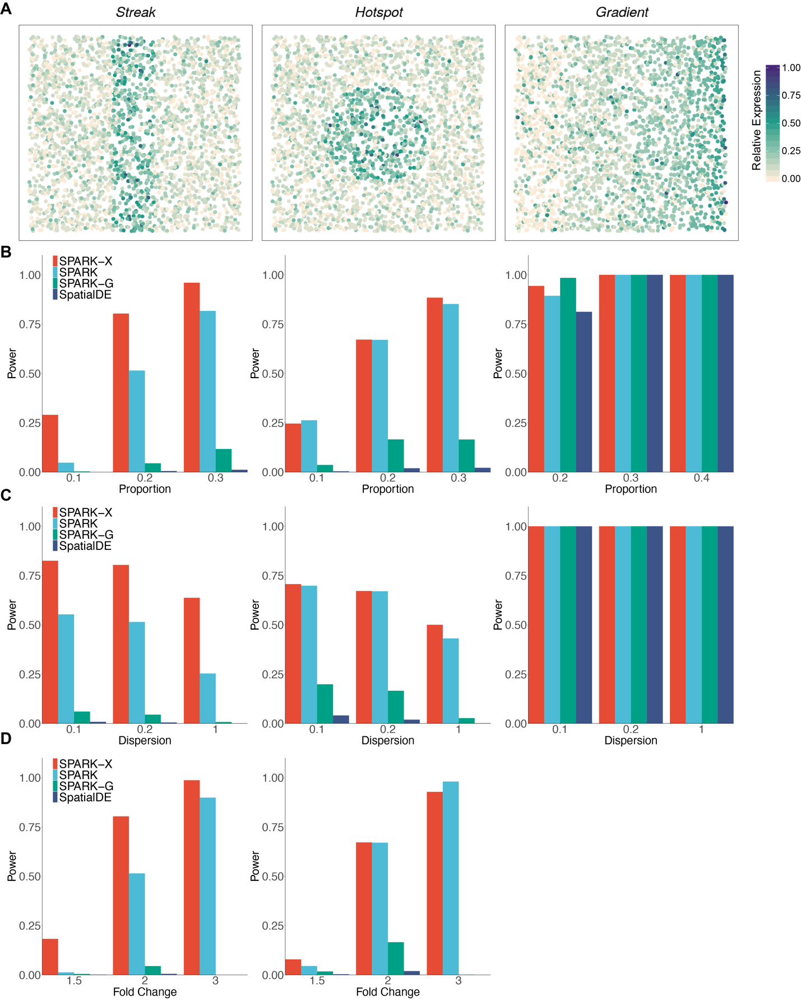 A
Streak
Hotspot
Gradient
Relative Expression
1.00
0.75
0.50
0.25
0.00
B
SPARK−X
SPARK
SPARK−G
SpatialDE
Power
1.00
0.75
0.50
0.25
0.00
0.1 0.2 0.3
Proportion
Power
1.00
0.75
0.50
0.25
0.00
0.1 0.2 0.3
Proportion
Power
1.00
0.75
0.50
0.25
0.00
0.2 0.3 0.4
Proportion
C
SPARK−X
SPARK
SPARK−G
SpatialDE
Power
1.00
0.75
0.50
0.25
0.00
0.1 0.2 1
Dispersion
Power
1.00
0.75
0.50
0.25
0.00
0.1 0.2 1
Dispersion
Power
1.00
0.75
0.50
0.25
0.00
0.1 0.2 1
Dispersion
D
SPARK−X
SPARK
SPARK−G
SpatialDE
Power
1.00
0.75
0.50
0.25
0.00
1.5 2 3
Fold Change
Power
1.00
0.75
0.50
0.25
0.00
1.5 2 3
Fold Change